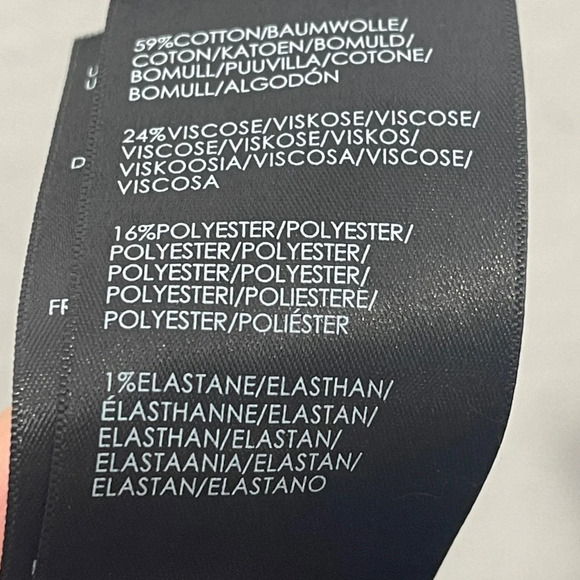 59%COTTON/BAUMWOLLE/
COTON/KATOEN/BOMULD/
BOMULL/PUUVILLA/COTONE/
BOMULL/ALGODÓN
24%VISCOSE/VISKOSE/VISCOSE/
VISCOSE/VISKOSE/VISKOS/
VISKOOSIA/VISCOSA/VISCOSE/
VISCOSA
16%POLYESTER/POLYESTER/
POLYESTER/POLYESTER/
POLYESTER/POLYESTER/
POLYESTERI/POLIESTERE/
POLYESTER/POLIÉSTER
1%ELASTANE/ELASTHAN/
ÉLASTHANNE/ELASTAN/
ELASTHAN/ELASTAN/
ELASTAANIA/ELASTAN/
ELASTAN/ELASTANO